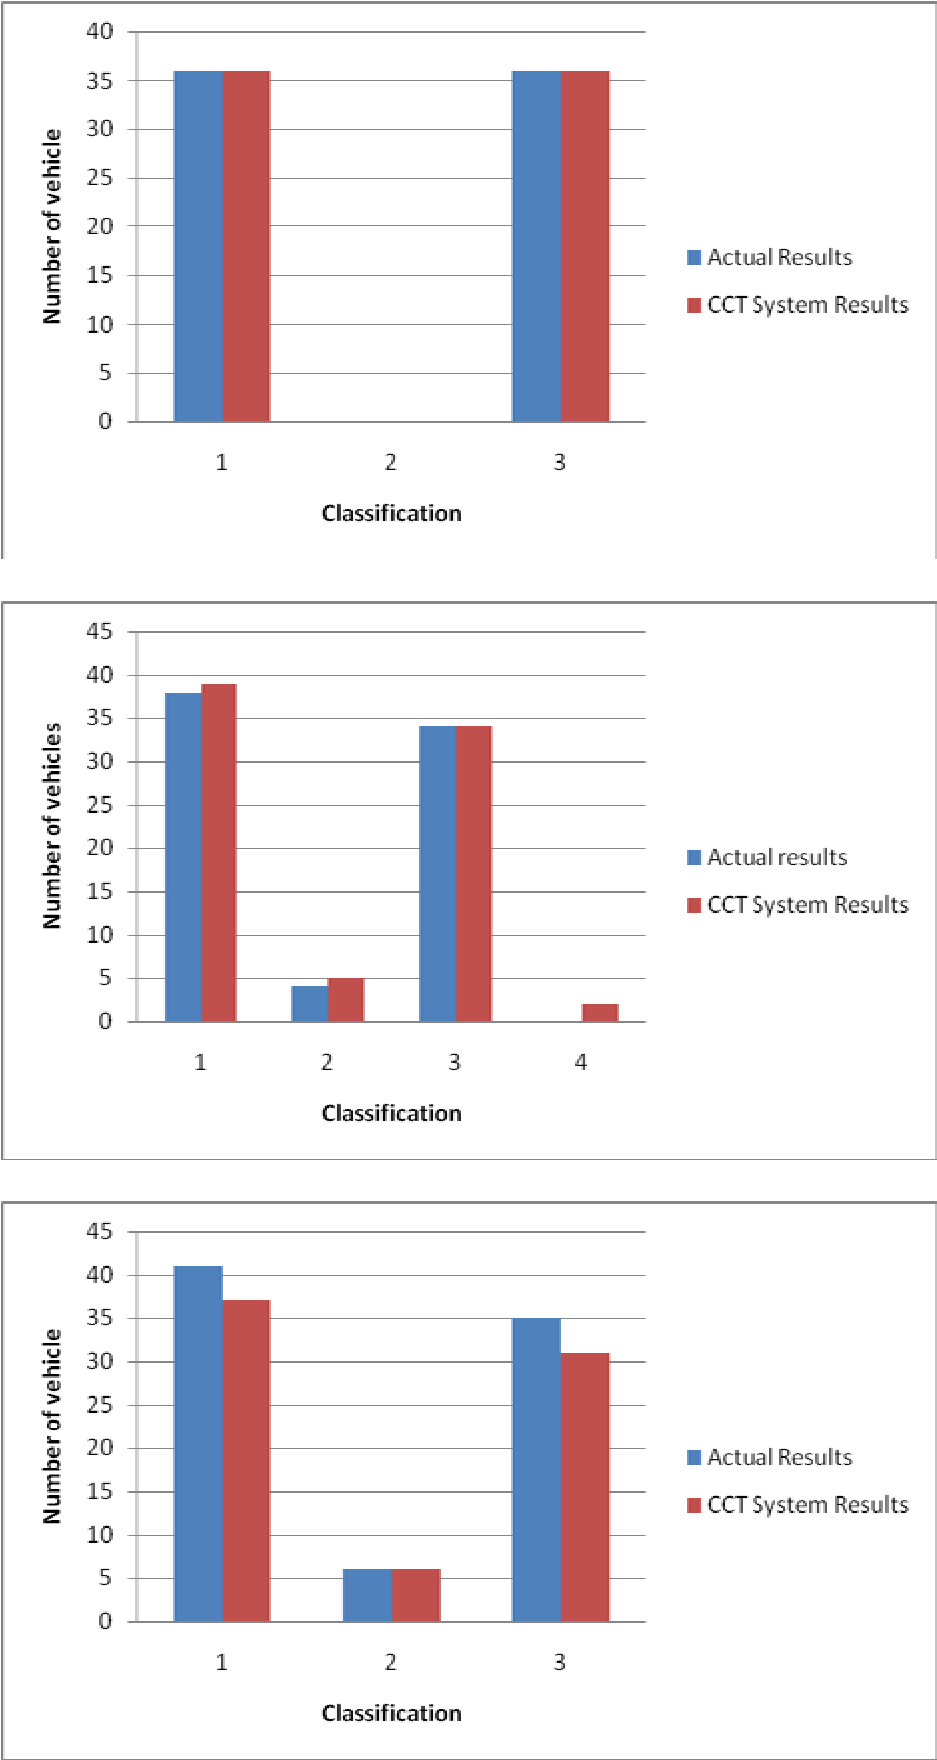 40
35
30
25
20
15
10
5
0
Number of vehicle
1 2 3
Classification
Actual Results
CCT System Results
45
40
35
30
25
20
15
10
5
0
Number of vehicles
1 2 3 4
Classification
Actual results
CCT System Results
45
40
35
30
25
20
15
10
5
0
Number of vehicle
1 2 3
Classification
Actual Results
CCT System Results